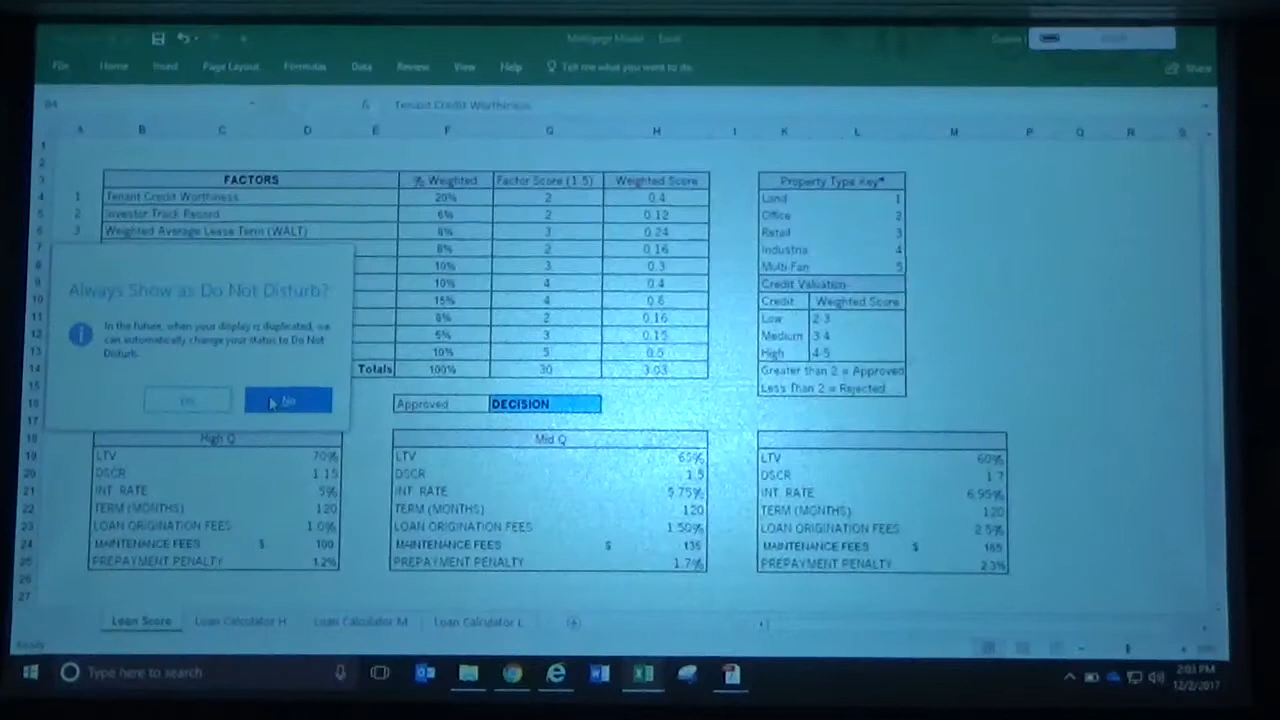 File Home Insert Page Layout Formulas Data Review View Help Tell me what you want to do Share
Tenant Credit Worthiness
A B C D E F G H I J K L M P Q R S
FACTORS % Weighted Factor Score (1-5) Weighted Score
1 Tenant Credit Worthiness 20% 2 0.4
2 Investor Track Record 6% 2 0.12
3 Weighted Average Lease Term (WALT) 8% 3 0.24
8% 2 0.16
10% 3 0.3
10% 4 0.4
15% 4 0.6
8% 2 0.16
5% 3 0.15
10% 5 0.5
Totals 100% 30 3.03
Approved DECISION
Property Type Key*
Land 1
Office 2
Retail 3
Industria 4
Multi-Fan 5
Credit Valuation
Credit Weighted Score
Low 2-3
Medium 3-4
High 4-5
Greater than 2 = Approved
Less Than 2 = Rejected
Always Show as Do Not Disturb?
In the future, when your display is duplicated, we
can automatically change your status to Do Not
Disturb.
Yes No
High Q
LTV 70%
DSCR 1.15
INT. RATE 5%
TERM (MONTHS) 120
LOAN ORIGINATION FEES 1.0%
MAINTENANCE FEES $ 100
PREPAYMENT PENALTY 1.2%
Mid Q
LTV 65%
DSCR 1.5
INT. RATE 5.75%
TERM (MONTHS) 120
LOAN ORIGINATION FEES 1.50%
MAINTENANCE FEES $ 135
PREPAYMENT PENALTY 1.7%
LTV 60%
DSCR 1.7
INT. RATE 6.95%
TERM (MONTHS) 120
LOAN ORIGINATION FEES 2.5%
MAINTENANCE FEES $ 165
PREPAYMENT PENALTY 2.3%
Loan Score Loan Calculator H Loan Calculator M Loan Calculator L
Ready
Type here to search
2:03 PM
12/2/2017